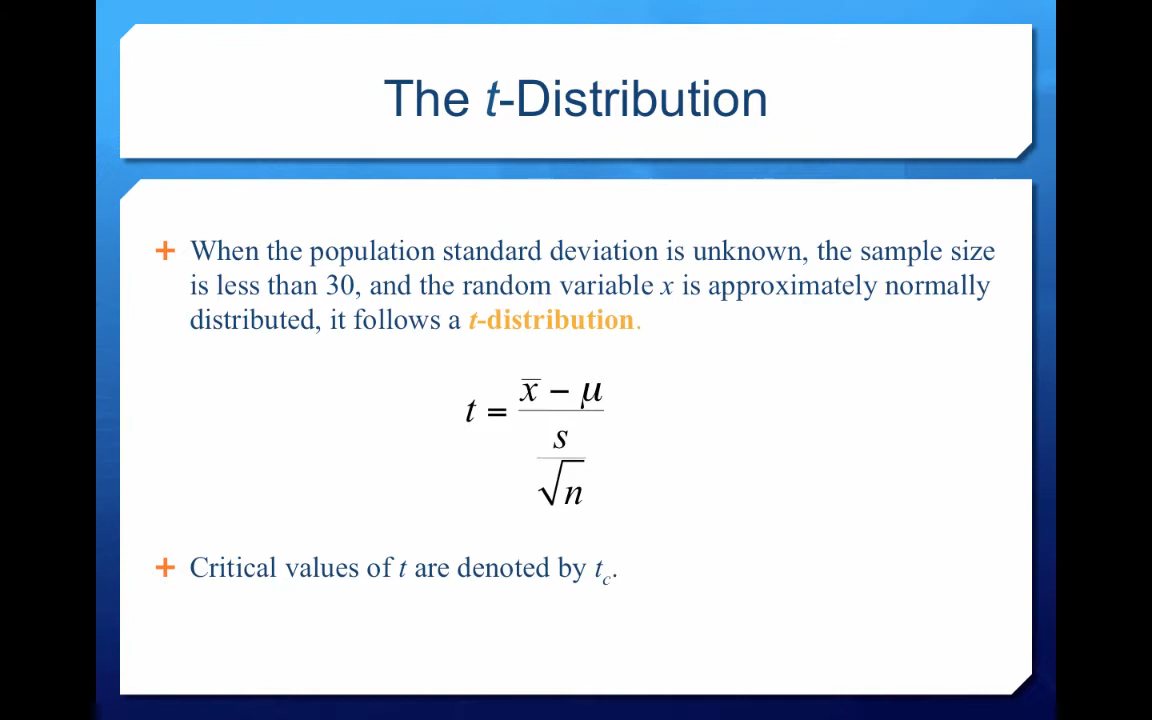 The t-Distribution
When the population standard deviation is unknown, the sample size
is less than 30, and the random variable x is approximately normally
distributed, it follows a t-distribution.
t = (x̄ − μ) / (s / √n)
Critical values of t are denoted by t_c.